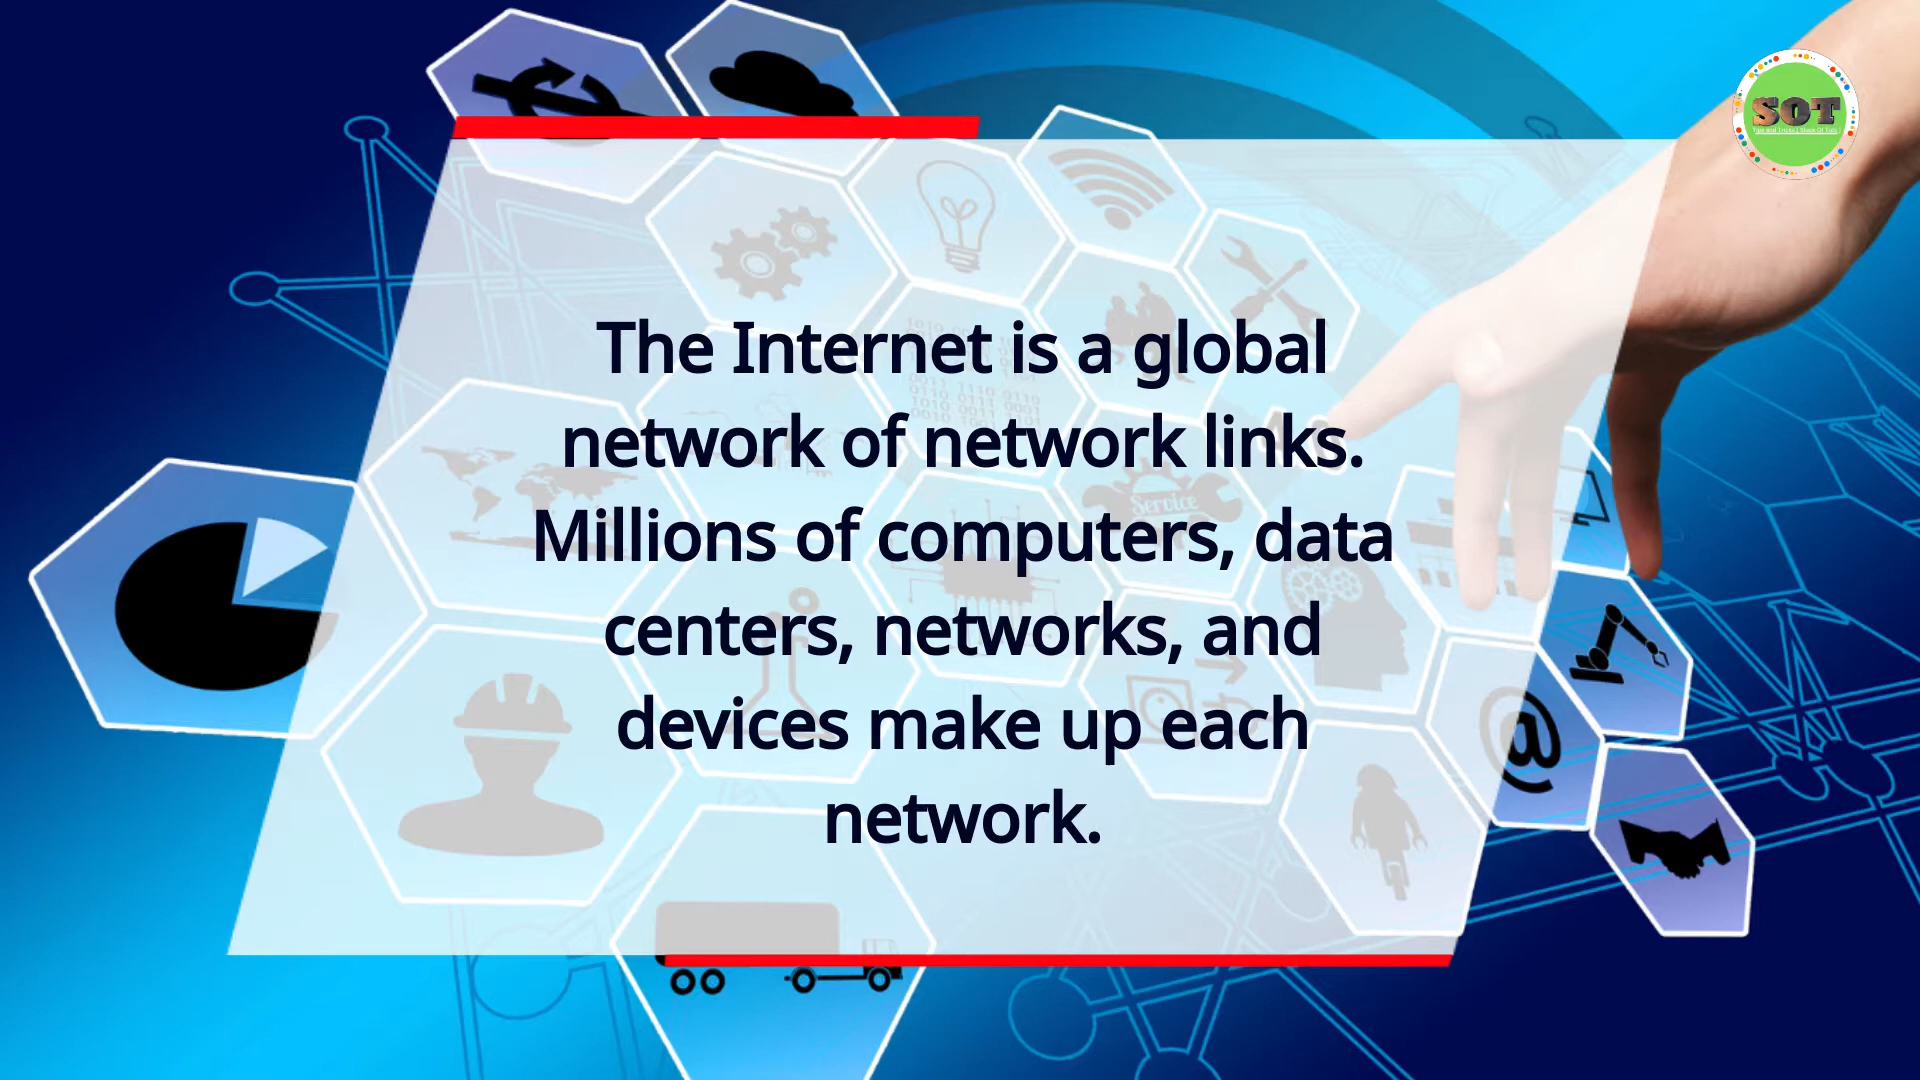 SOT
The Internet is a global
network of network links.
Millions of computers, data
centers, networks, and
devices make up each
network.
Service
@